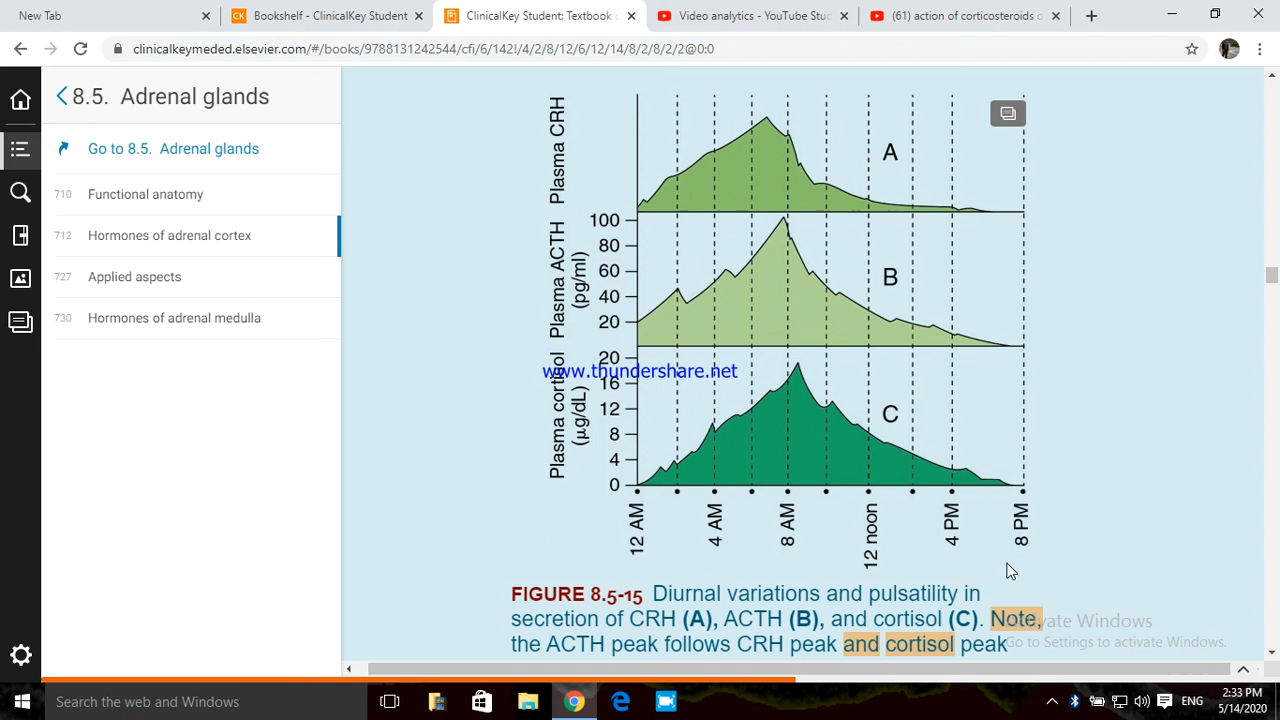 New Tab
Bookshelf - ClinicalKey Student
ClinicalKey Student: Textbook
Video analytics - YouTube Stu
(61) action of corticosteroids o
clinicalkeymeded.elsevier.com/#/books/9788131242544/cfi/6/142!/4/2/8/12/6/12/14/8/2/8/2/2@0:0
8.5. Adrenal glands
Go to 8.5. Adrenal glands
710 Functional anatomy
712 Hormones of adrenal cortex
727 Applied aspects
730 Hormones of adrenal medulla
Plasma CRH
A
Plasma ACTH
(pg/ml)
100
80
60
40
20
B
Plasma cortisol
(µg/dL)
20
16
12
8
4
0
C
www.thundershare.net
12 AM
4 AM
8 AM
12 noon
4 PM
8 PM
FIGURE 8.5-15 Diurnal variations and pulsatility in
secretion of CRH (A), ACTH (B), and cortisol (C). Note,
the ACTH peak follows CRH peak and cortisol peak
Activate Windows
Go to Settings to activate Windows.
Search the web and Windows
ENG
2:33 PM
5/14/2020